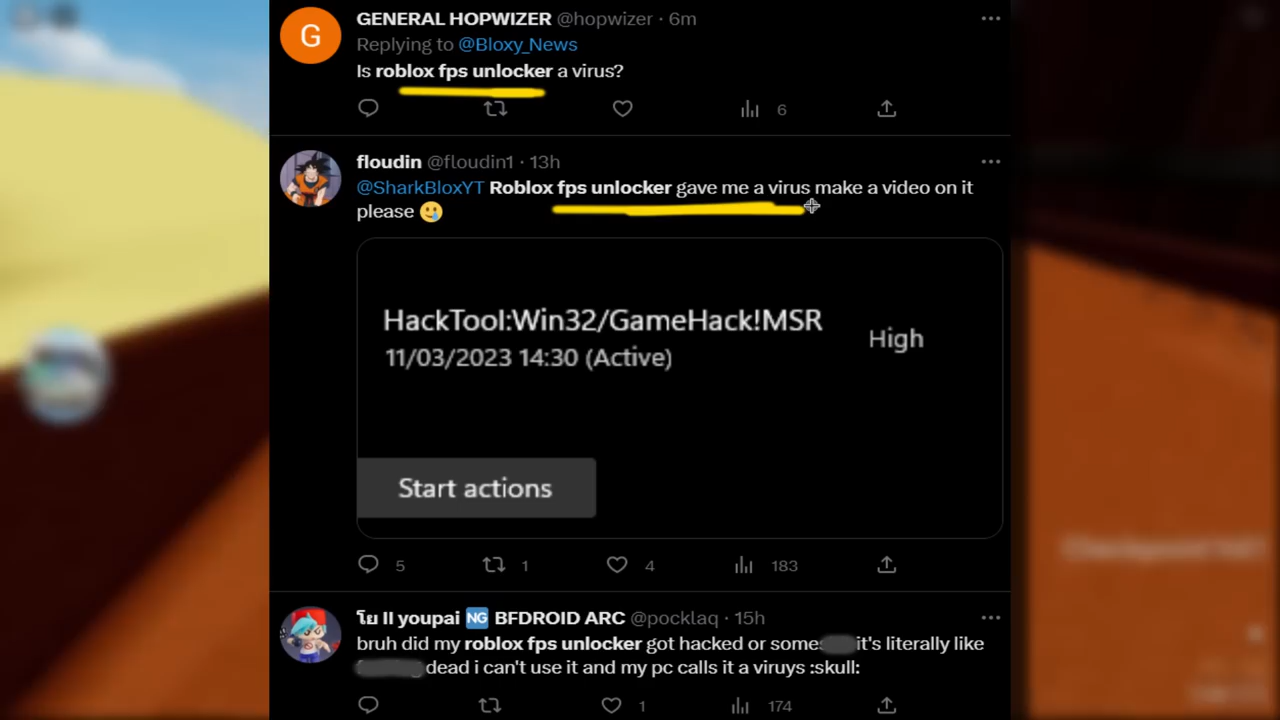 G
GENERAL HOPWIZER @hopwizer · 6m
Replying to @Bloxy_News
Is roblox fps unlocker a virus?
6
floudin @floudin1 · 13h
@SharkBloxYT Roblox fps unlocker gave me a virus make a video on it
please 🥲
HackTool:Win32/GameHack!MSR
High
11/03/2023 14:30 (Active)
Start actions
5 1 4 183
โย II youpai 🆖 BFDROID ARC @pocklaq · 15h
bruh did my roblox fps unlocker got hacked or some it's literally like
dead i can't use it and my pc calls it a viruys :skull:
1 174